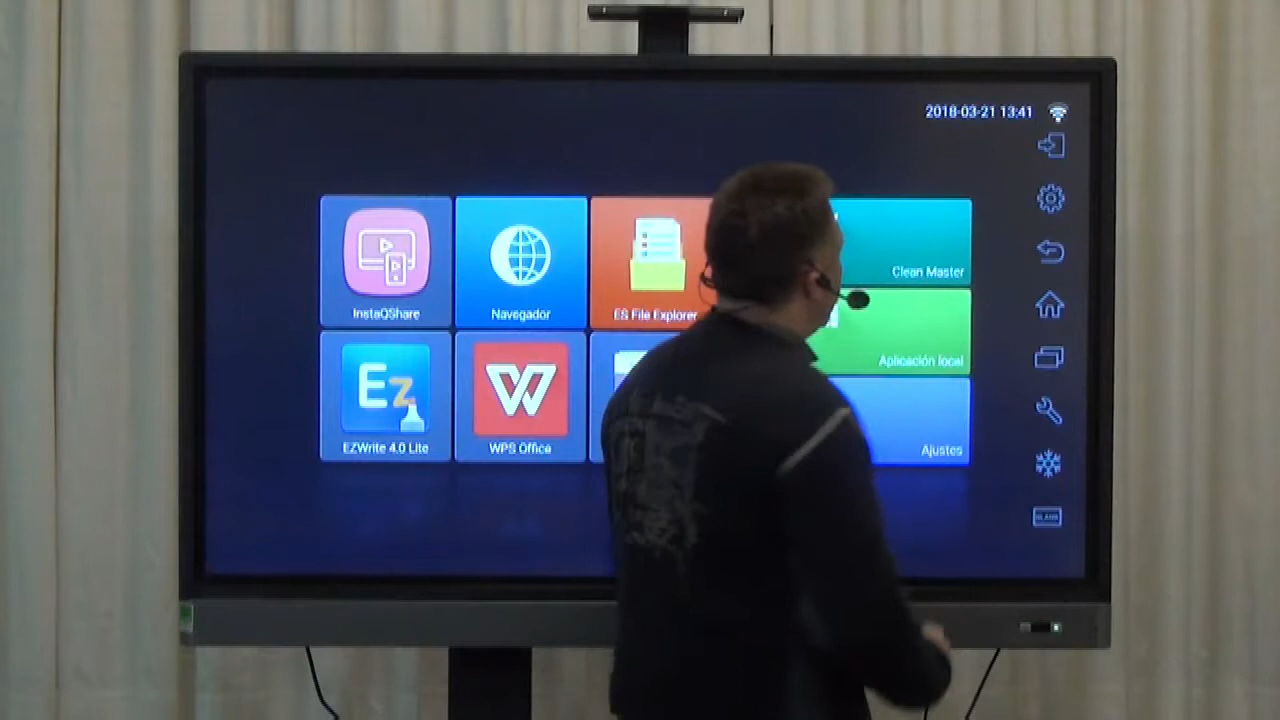 2018-03-21 13:41
InstaQShare
Navegador
ES File Explorer
Clean Master
Aplicación local
Ez
EZWrite 4.0 Lite
W
WPS Office
Ajustes